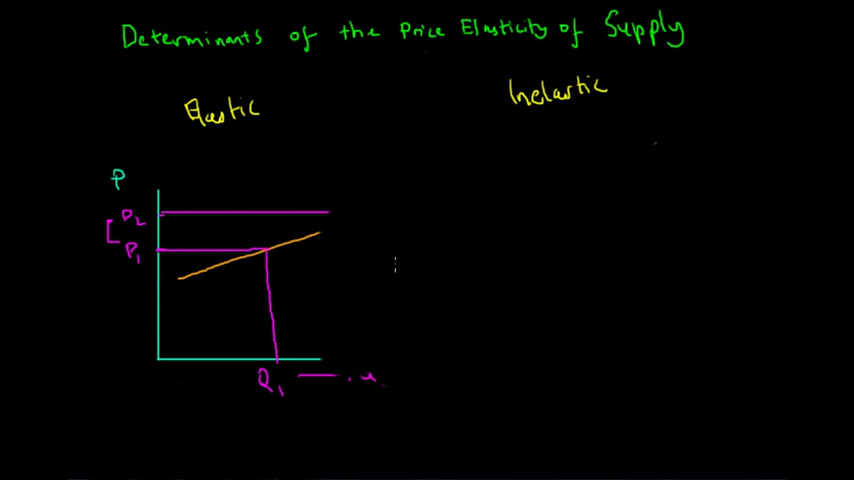 Determinants of the Price Elasticity of Supply
Elastic
Inelastic
P
P2
P1
Q1